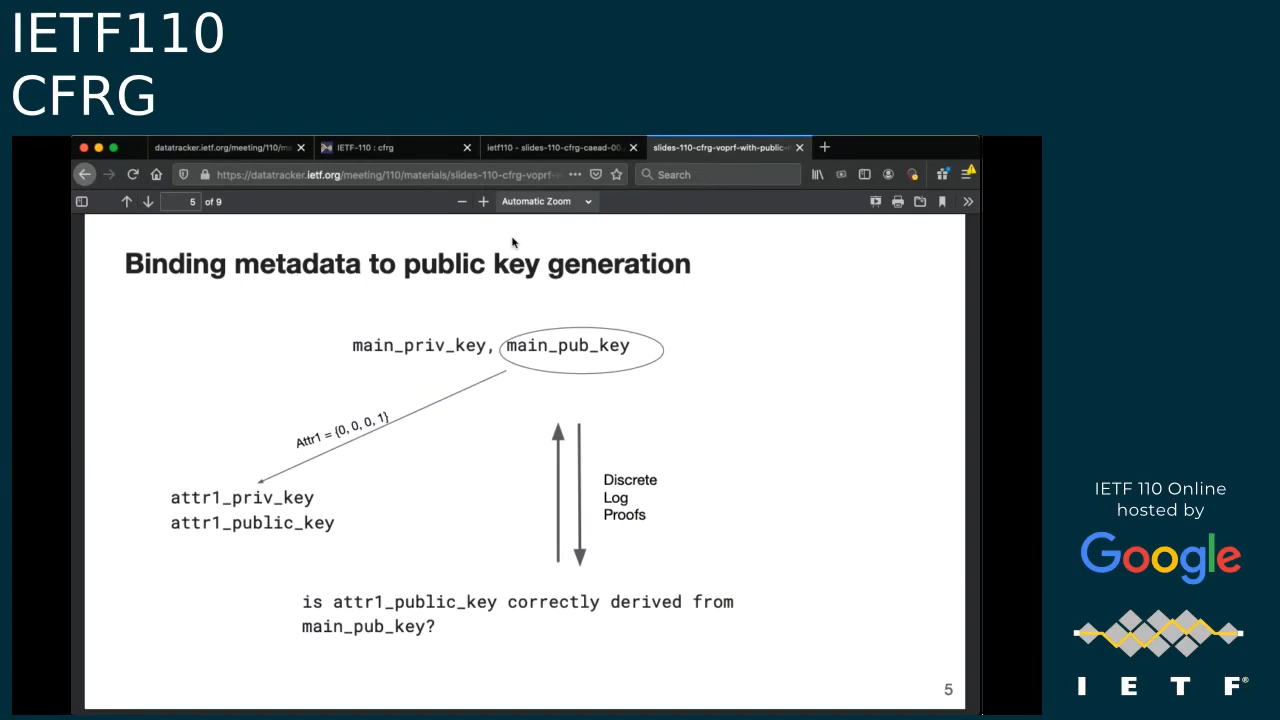 IETF110
CFRG
datatracker.ietf.org/meeting/110/ma
IETF-110 : cfrg
ietf110 - slides-110-cfrg-caead-00
slides-110-cfrg-voprf-with-public-
https://datatracker.ietf.org/meeting/110/materials/slides-110-cfrg-voprf-w
Search
5 of 9
Automatic Zoom
Binding metadata to public key generation
main_priv_key, main_pub_key
Attr1 = {0, 0, 0, 1}
attr1_priv_key
attr1_public_key
Discrete
Log
Proofs
is attr1_public_key correctly derived from
main_pub_key?
5
IETF 110 Online
hosted by
Google
I E T F®